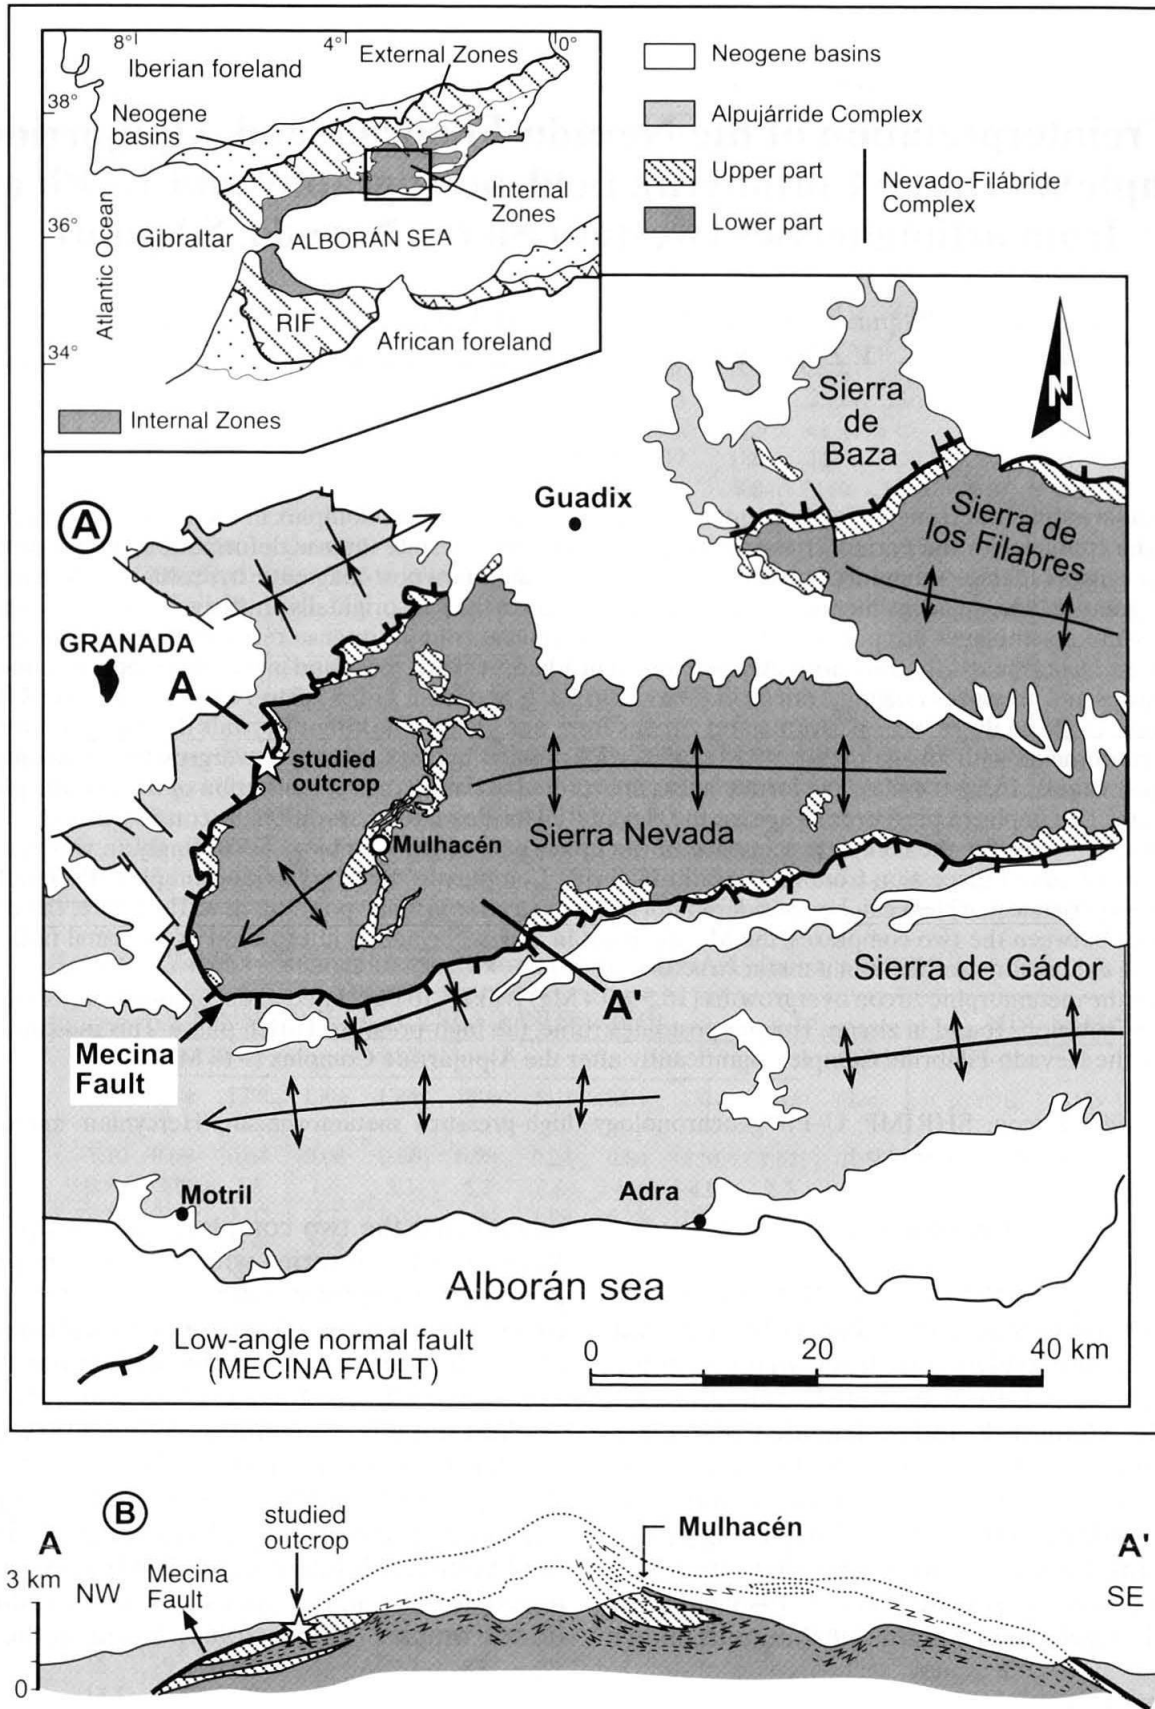 8°
4°
0°
Iberian foreland
External Zones
38°
Neogene
basins
Internal
Zones
36°
Gibraltar
ALBORÁN SEA
Atlantic Ocean
RIF
African foreland
34°
Internal Zones
Neogene basins
Alpujárride Complex
Upper part
Lower part
Nevado-Filábride
Complex
N
A
Sierra
de
Baza
Guadix
Sierra de
los Filabres
GRANADA
A
studied
outcrop
Mulhacén
Sierra Nevada
A'
Sierra de Gádor
Mecina
Fault
Motril
Adra
Alborán sea
Low-angle normal fault
(MECINA FAULT)
0
20
40 km
B
A
studied
outcrop
Mulhacén
A'
3 km
NW
Mecina
Fault
SE
0